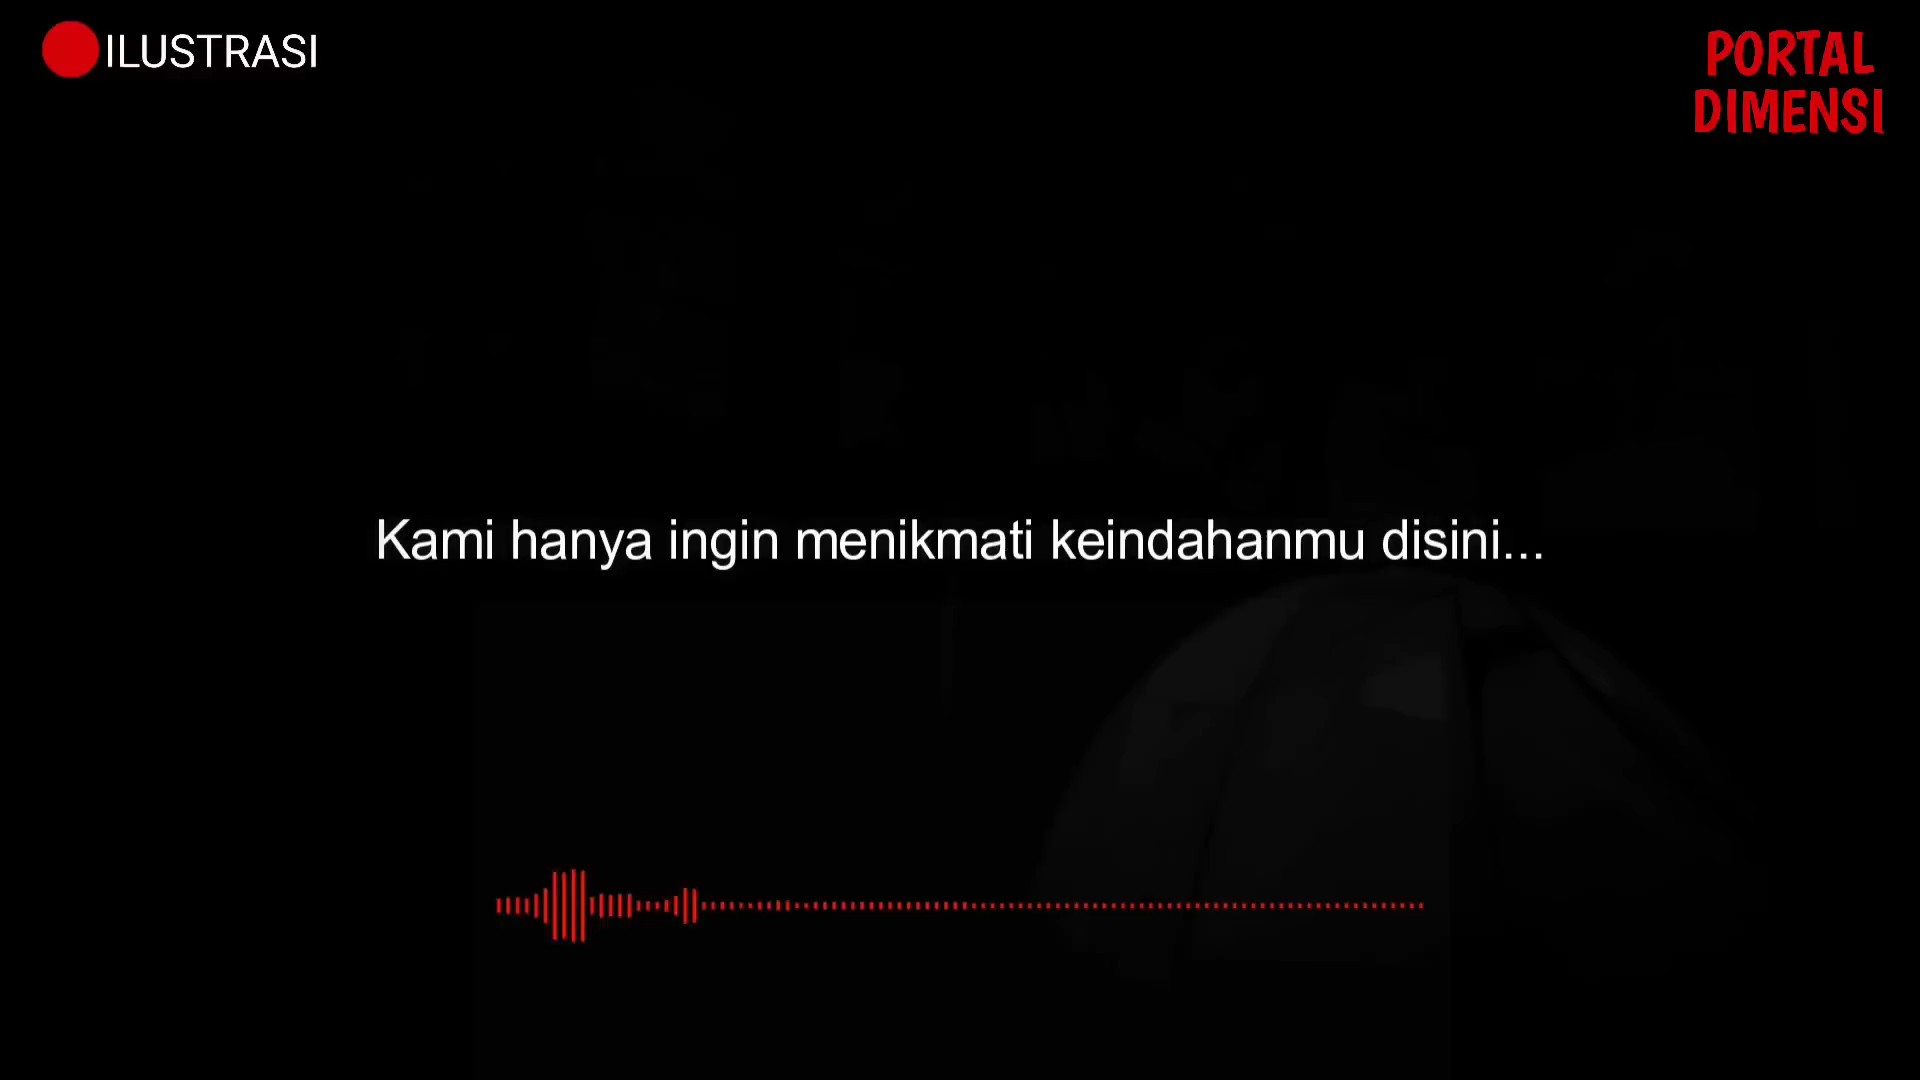 ILUSTRASI
PORTAL
DIMENSI
Kami hanya ingin menikmati keindahanmu disini...